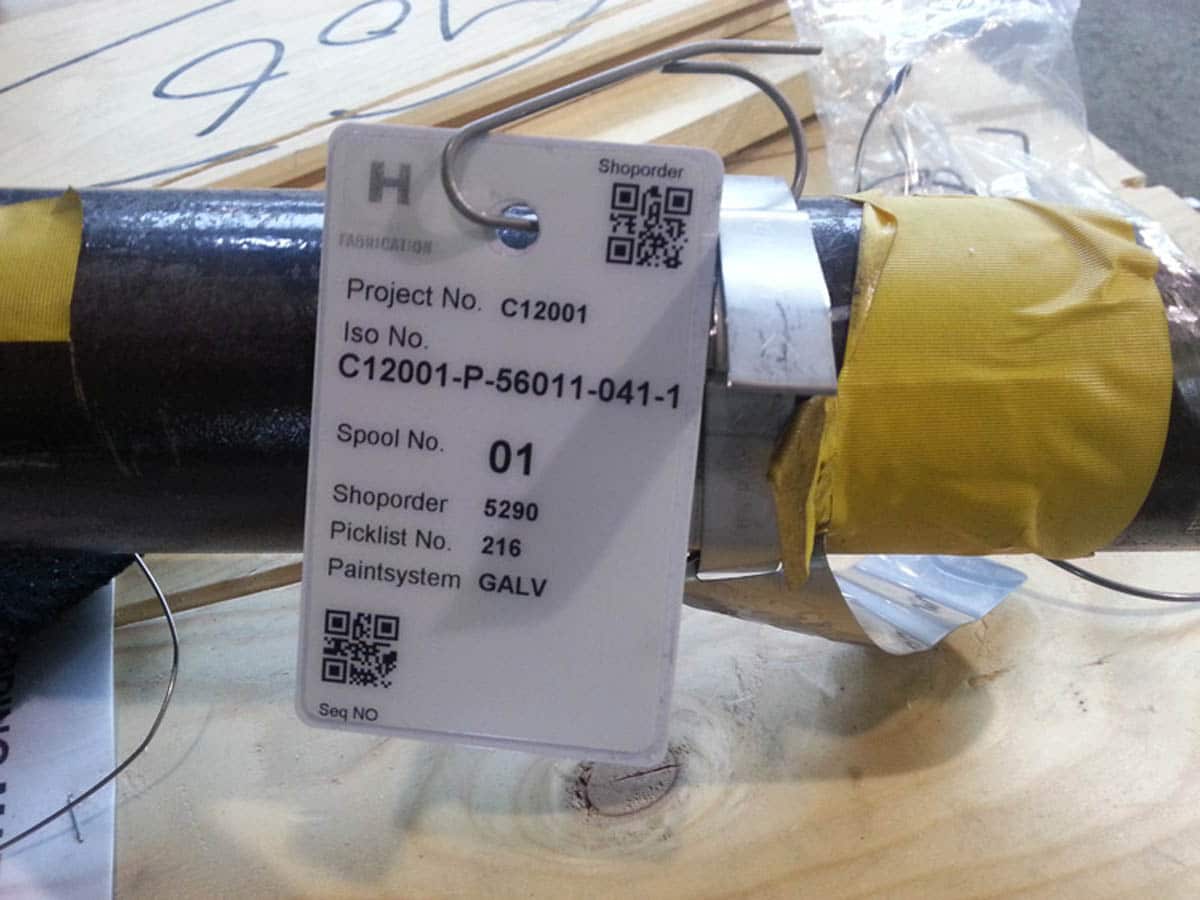 H
FABRICATION
Shoporder
Project No. C12001
Iso No.
C12001-P-56011-041-1
Spool No. 01
Shoporder 5290
Picklist No. 216
Paintsystem GALV
Seq NO